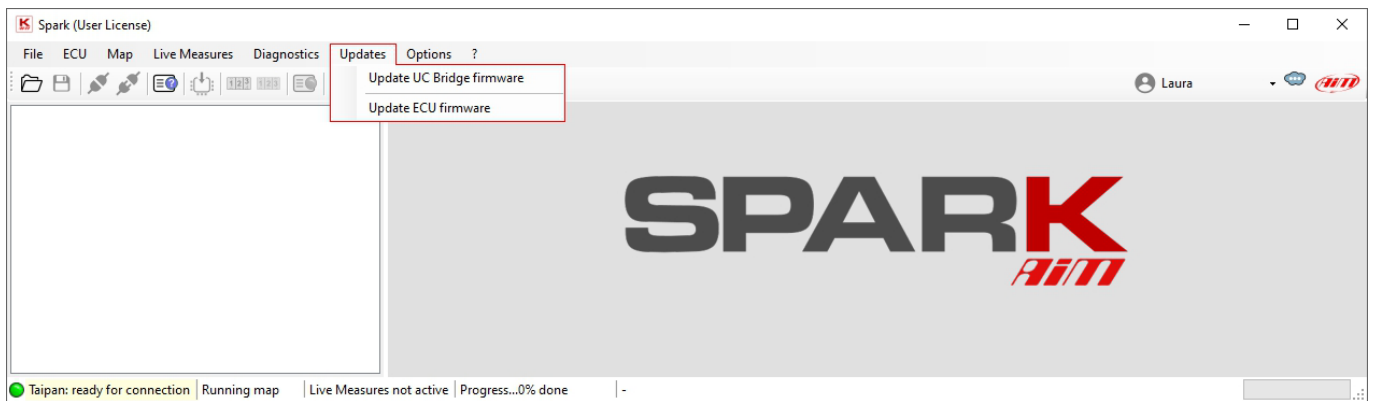 Spark (User License)
File ECU Map Live Measures Diagnostics Updates Options ?
Update UC Bridge firmware
Update ECU firmware
Laura
AiM
SPARK
AiM
Taipan: ready for connection Running map Live Measures not active Progress...0% done -